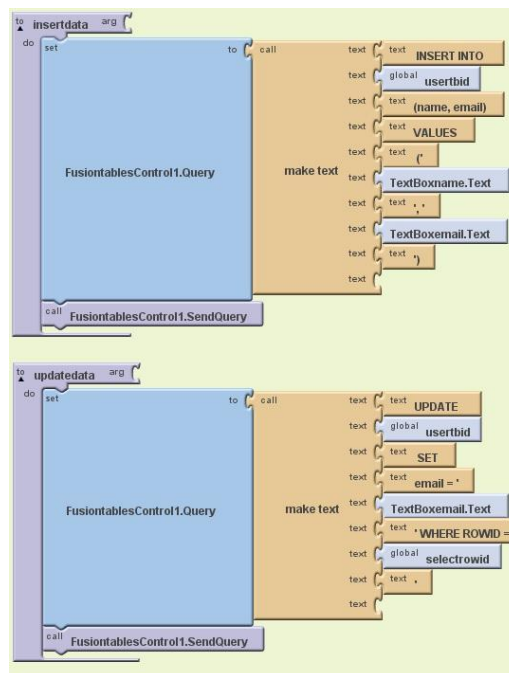 to insertdata arg
do set to call text text INSERT INTO
text global usertbid
text text (name, email)
text text VALUES
text text ('
FusiontablesControl1.Query make text text TextBoxname.Text
text text ','
text TextBoxemail.Text
text text ')
text
call FusiontablesControl1.SendQuery
to updatedata arg
do set to call text text UPDATE
text global usertbid
text text SET
text text email = '
FusiontablesControl1.Query make text text TextBoxemail.Text
text text ' WHERE ROWID =
text global selectrowid
text text
text
call FusiontablesControl1.SendQuery